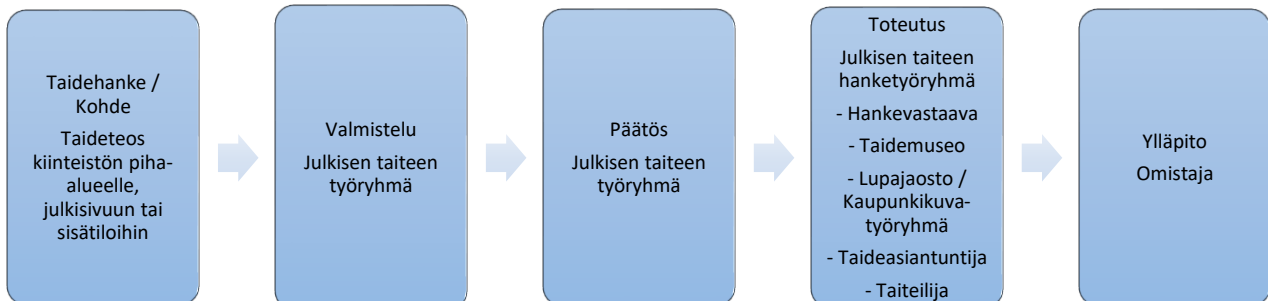 Taidehanke /
Kohde
Taideteos
kiinteistön piha-
alueelle,
julkisivuun tai
sisätiloihin
Valmistelu
Julkisen taiteen
työryhmä
Päätös
Julkisen taiteen
työryhmä
Toteutus
Julkisen taiteen
hanketyöryhmä
- Hankevastaava
- Taidemuseo
- Lupajaosto /
Kaupunkikuva-
työryhmä
- Taideasiantuntija
- Taiteilija
Ylläpito
Omistaja